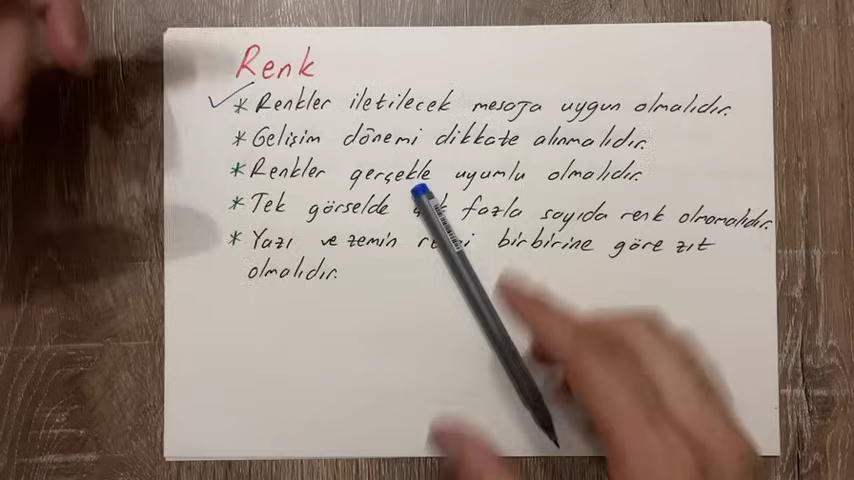 Renk
* Renkler iletilecek mesaja uygun olmalıdır.
* Gelişim dönemi dikkate alınmalıdır.
* Renkler gerçekle uyumlu olmalıdır.
* Tek görselde fazla sayıda renk olmamalıdır.
* Yazı ve zemin birbirine göre zıt
olmalıdır.